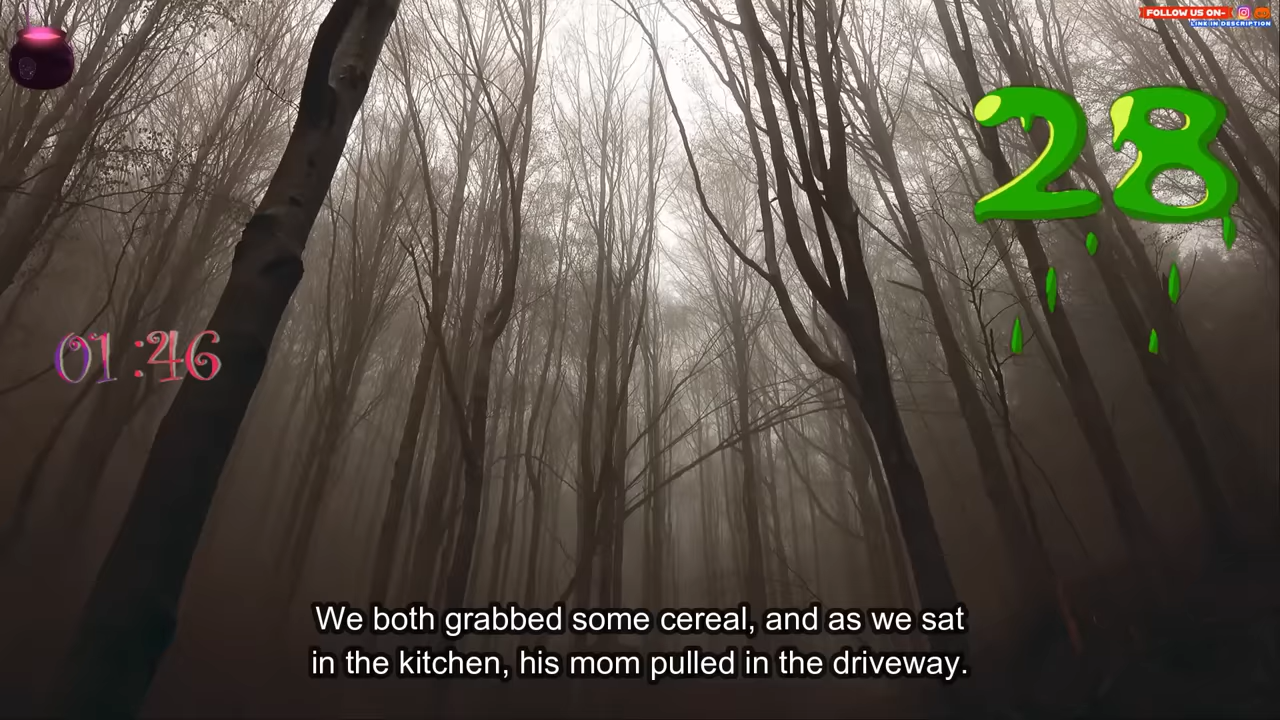 FOLLOW US ON-
LINK IN DESCRIPTION
28
01:46
We both grabbed some cereal, and as we sat
in the kitchen, his mom pulled in the driveway.